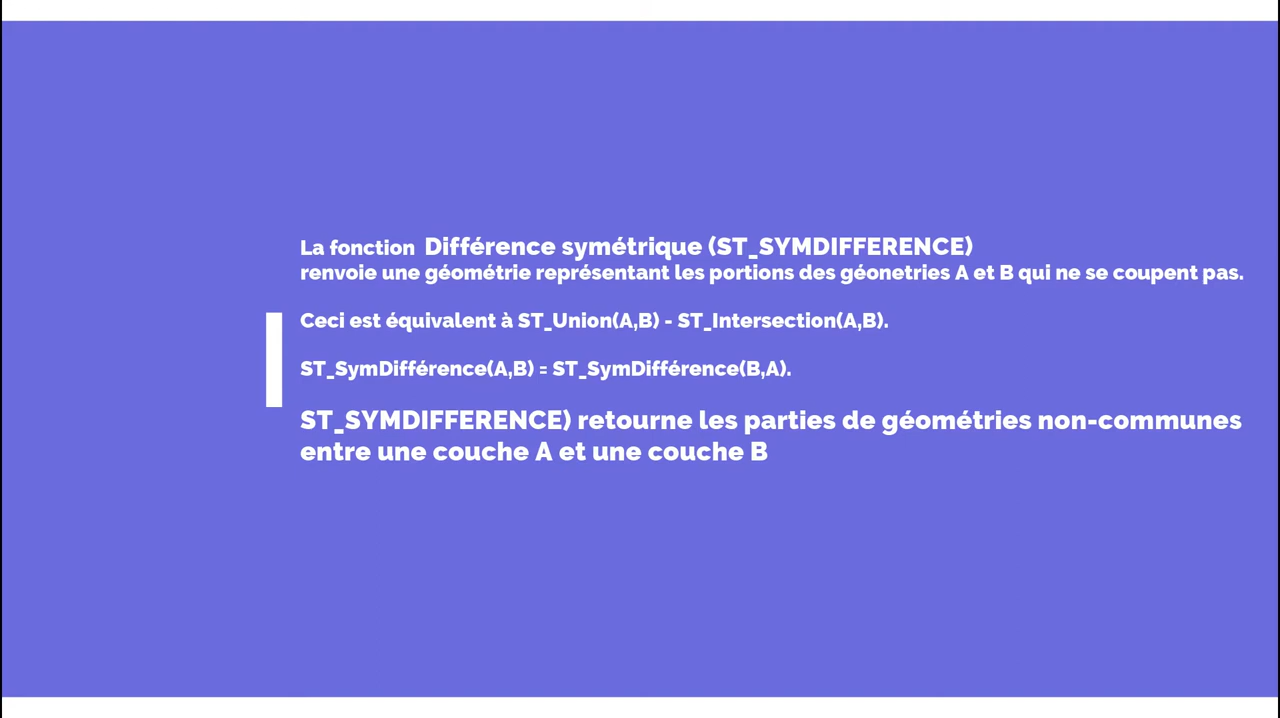 La fonction Différence symétrique (ST_SYMDIFFERENCE)
renvoie une géométrie représentant les portions des géonetries A et B qui ne se coupent pas.
Ceci est équivalent à ST_Union(A,B) - ST_Intersection(A,B).
ST_SymDifférence(A,B) = ST_SymDifférence(B,A).
ST_SYMDIFFERENCE) retourne les parties de géométries non-communes
entre une couche A et une couche B